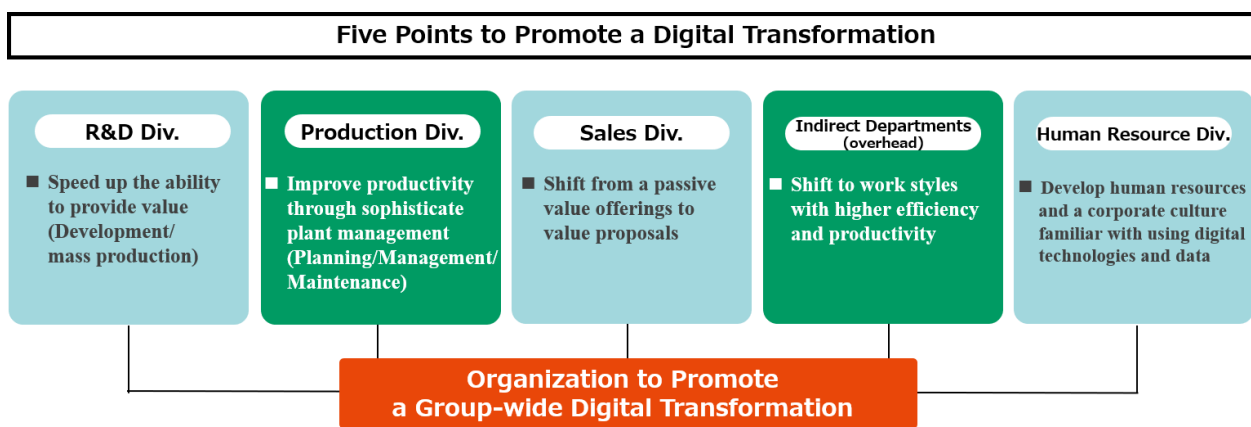 Five Points to Promote a Digital Transformation
R&D Div.
■ Speed up the ability
to provide value
(Development/
mass production)
Production Div.
■ Improve productivity
through sophisticate
plant management
(Planning/Management/
Maintenance)
Sales Div.
■ Shift from a passive
value offerings to
value proposals
Indirect Departments
(overhead)
■ Shift to work styles
with higher efficiency
and productivity
Human Resource Div.
■ Develop human resources
and a corporate culture
familiar with using digital
technologies and data
Organization to Promote
a Group-wide Digital Transformation